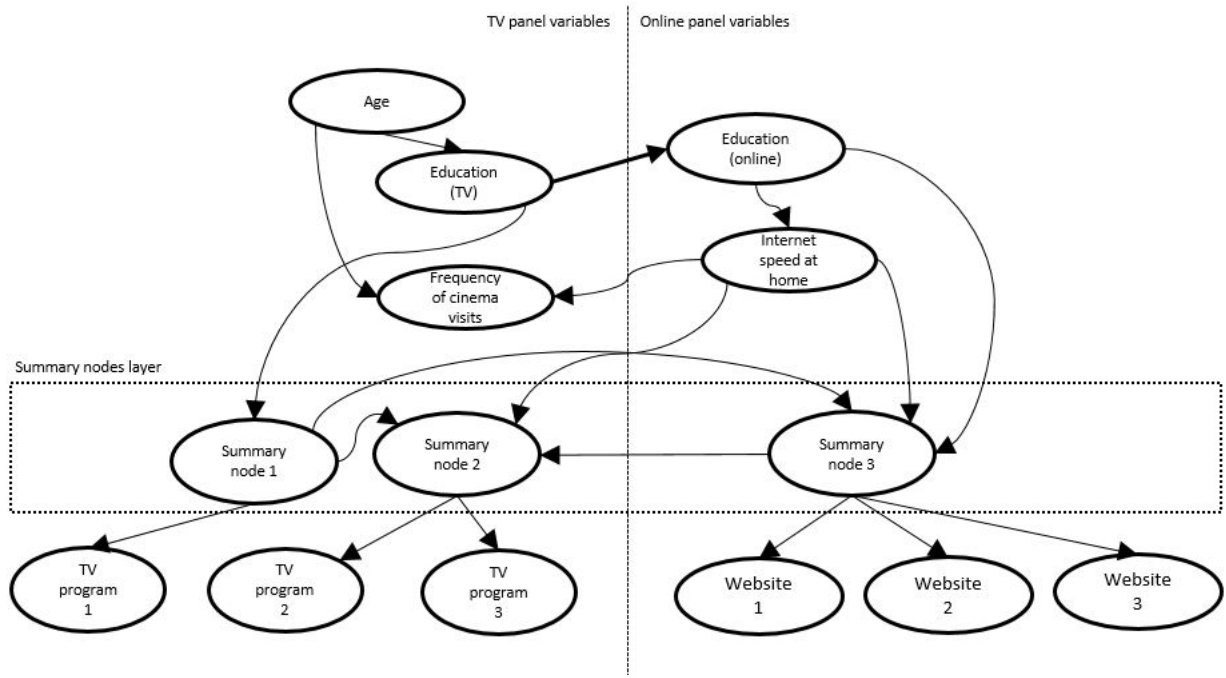 TV panel variables
Online panel variables
Age
Education
(TV)
Education
(online)
Internet
speed at
home
Frequency
of cinema
visits
Summary nodes layer
Summary
node 1
Summary
node 2
Summary
node 3
TV
program
1
TV
program
2
TV
program
3
Website
1
Website
2
Website
3